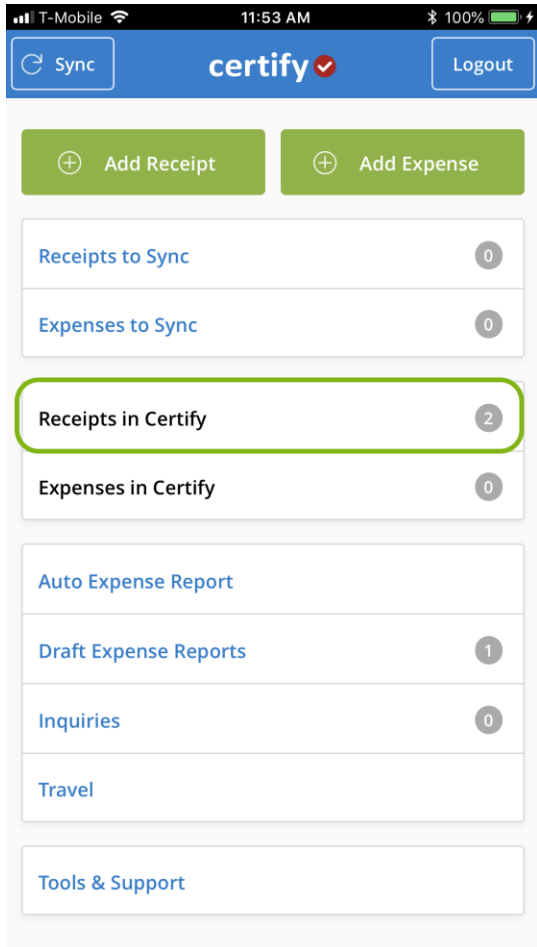 T-Mobile 11:53 AM 100%
Sync certify Logout
Add Receipt Add Expense
Receipts to Sync 0
Expenses to Sync 0
Receipts in Certify 2
Expenses in Certify 0
Auto Expense Report
Draft Expense Reports 1
Inquiries 0
Travel
Tools & Support